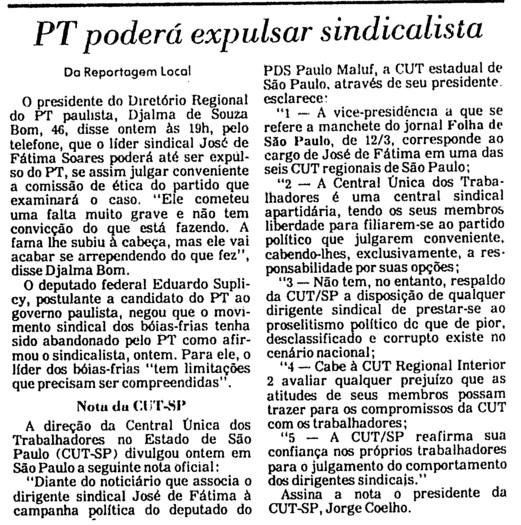 PT poderá expulsar sindicalista
Da Reportagem Local
O presidente do Diretório Regional
do PT paulista, Djalma de Souza
Bom, 46, disse ontem às 19h, pelo
telefone, que o líder sindical José de
Fátima Soares poderá até ser expul-
so do PT, se assim julgar conveniente
a comissão de ética do partido que
examinará o caso. "Ele cometeu
uma falta muito grave e não tem
convicção do que está fazendo. A
fama lhe subiu à cabeça, mas ele vai
acabar se arrependendo do que fez",
disse Djalma Bom.
O deputado federal Eduardo Supli-
cy, postulante a candidato do PT ao
governo paulista, negou que o movi-
mento sindical dos bóias-frias tenha
sido abandonado pelo PT como afir-
mou o sindicalista, ontem. Para ele, o
líder dos bóias-frias "tem limitações
que precisam ser compreendidas".
Nota da CUT-SP
A direção da Central Única dos
Trabalhadores no Estado de São
Paulo (CUT-SP) divulgou ontem em
São Paulo a seguinte nota oficial:
"Diante do noticiário que associa o
dirigente sindical José de Fátima à
campanha política do deputado do
PDS Paulo Maluf, a CUT estadual de
São Paulo, através de seu presidente
esclarece:
"1 — A vice-presidência a que se
refere a manchete do jornal Folha de
São Paulo, de 12/3, corresponde ao
cargo de José de Fátima em uma das
seis CUT regionais de São Paulo;
"2 — A Central Única dos Traba-
lhadores é uma central sindical
apartidária, tendo os seus membros
liberdade para filiarem-se ao partido
político que julgarem conveniente,
cabendo-lhes, exclusivamente, a res-
ponsabilidade por suas opções;
"3 — Não tem, no entanto, respaldo
da CUT/SP a disposição de qualquer
dirigente sindical de prestar-se ao
proselitismo político do que de pior,
desclassificado e corrupto existe no
cenário nacional;
"4 — Cabe à CUT Regional Interior
2 avaliar qualquer prejuízo que as
atitudes de seus membros possam
trazer para os compromissos da CUT
com os trabalhadores;
"5 — A CUT/SP reafirma sua
confiança nos próprios trabalhadores
para o julgamento do comportamento
dos dirigentes sindicais."
Assina a nota o presidente da
CUT-SP, Jorge Coelho.